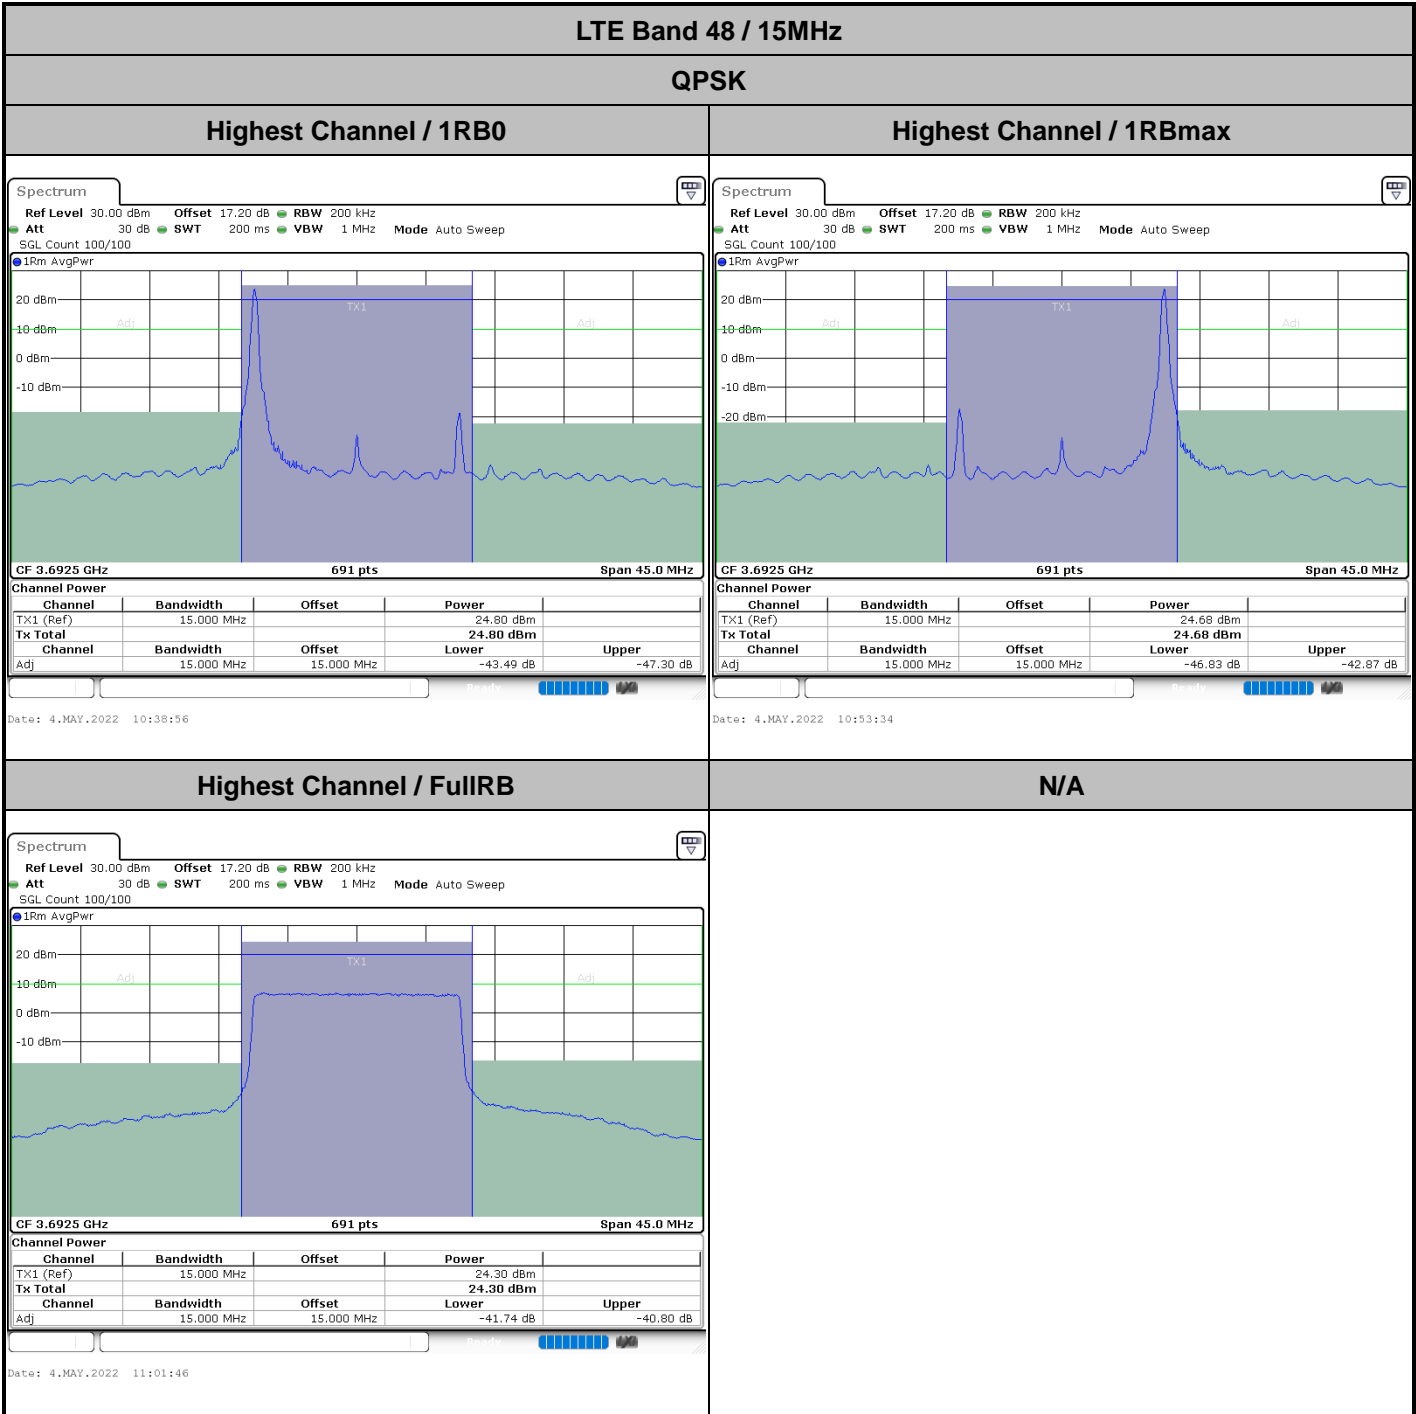 LTE Band 48 / 15MHz
QPSK
Highest Channel / 1RB0
Highest Channel / 1RBmax
Spectrum
Ref Level 30.00 dBm Offset 17.20 dB RBW 200 kHz
Att 30 dB SWT 200 ms VBW 1 MHz Mode Auto Sweep
SGL Count 100/100
1Rm AvgPwr
TX1
20 dBm
Adj
Adj
10 dBm
0 dBm
-10 dBm
CF 3.6925 GHz 691 pts Span 45.0 MHz
Channel Power
Channel Bandwidth Offset Power
TX1 (Ref) 15.000 MHz 24.80 dBm
Tx Total 24.80 dBm
Channel Bandwidth Offset Lower Upper
Adj 15.000 MHz 15.000 MHz -43.49 dB -47.30 dB
Ready
Date: 4.MAY.2022 10:38:56
Spectrum
Ref Level 30.00 dBm Offset 17.20 dB RBW 200 kHz
Att 30 dB SWT 200 ms VBW 1 MHz Mode Auto Sweep
SGL Count 100/100
1Rm AvgPwr
20 dBm
TX1
Adj
Adj
10 dBm
0 dBm
-10 dBm
-20 dBm
CF 3.6925 GHz 691 pts Span 45.0 MHz
Channel Power
Channel Bandwidth Offset Power
TX1 (Ref) 15.000 MHz 24.68 dBm
Tx Total 24.68 dBm
Channel Bandwidth Offset Lower Upper
Adj 15.000 MHz 15.000 MHz -46.83 dB -42.87 dB
Ready
Date: 4.MAY.2022 10:53:34
Highest Channel / FullRB
N/A
Spectrum
Ref Level 30.00 dBm Offset 17.20 dB RBW 200 kHz
Att 30 dB SWT 200 ms VBW 1 MHz Mode Auto Sweep
SGL Count 100/100
1Rm AvgPwr
20 dBm
TX1
Adj
Adj
10 dBm
0 dBm
-10 dBm
CF 3.6925 GHz 691 pts Span 45.0 MHz
Channel Power
Channel Bandwidth Offset Power
TX1 (Ref) 15.000 MHz 24.30 dBm
Tx Total 24.30 dBm
Channel Bandwidth Offset Lower Upper
Adj 15.000 MHz 15.000 MHz -41.74 dB -40.80 dB
Ready
Date: 4.MAY.2022 11:01:46